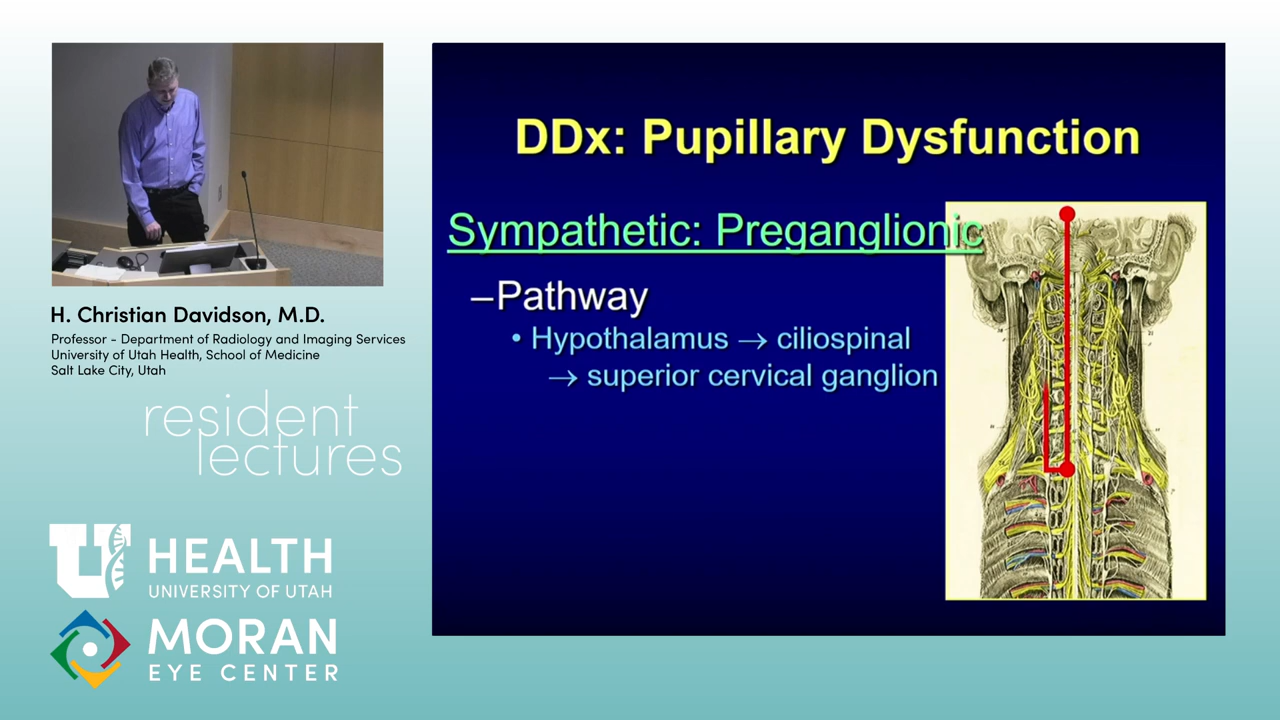 DDx: Pupillary Dysfunction
Sympathetic: Preganglionic
–Pathway
• Hypothalamus → ciliospinal
→ superior cervical ganglion
H. Christian Davidson, M.D.
Professor - Department of Radiology and Imaging Services
University of Utah Health, School of Medicine
Salt Lake City, Utah
resident
lectures
U HEALTH
UNIVERSITY OF UTAH
MORAN
EYE CENTER